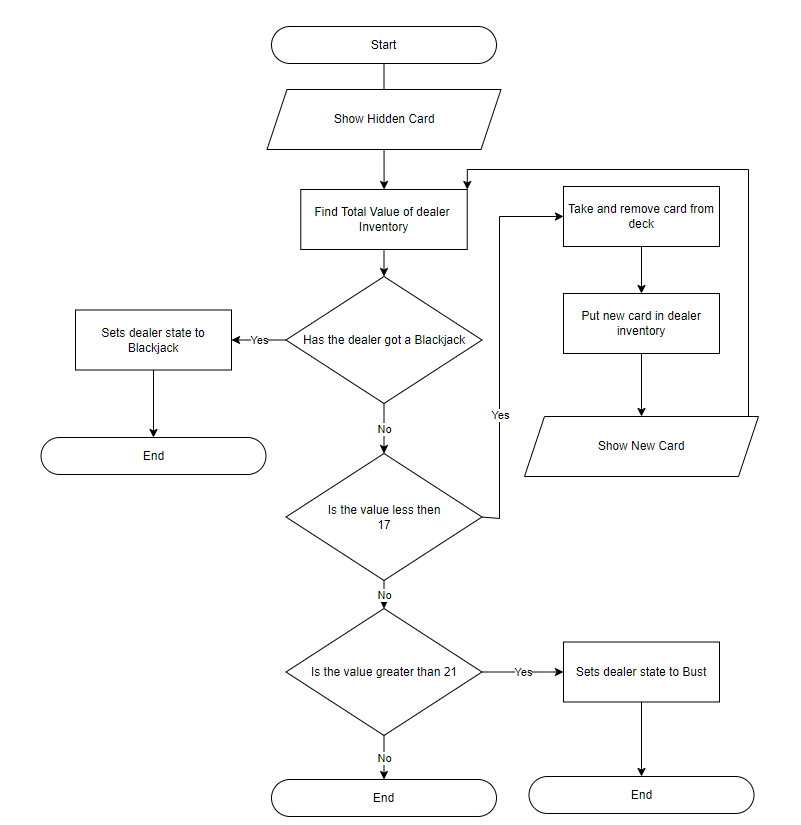 Start
Show Hidden Card
Find Total Value of dealer
Inventory
Take and remove card from
deck
Put new card in dealer
inventory
Has the dealer got a Blackjack
Yes
Sets dealer state to
Blackjack
End
No
Yes
Show New Card
Is the value less then
17
No
Is the value greater than 21
Yes
Sets dealer state to Bust
No
End
End